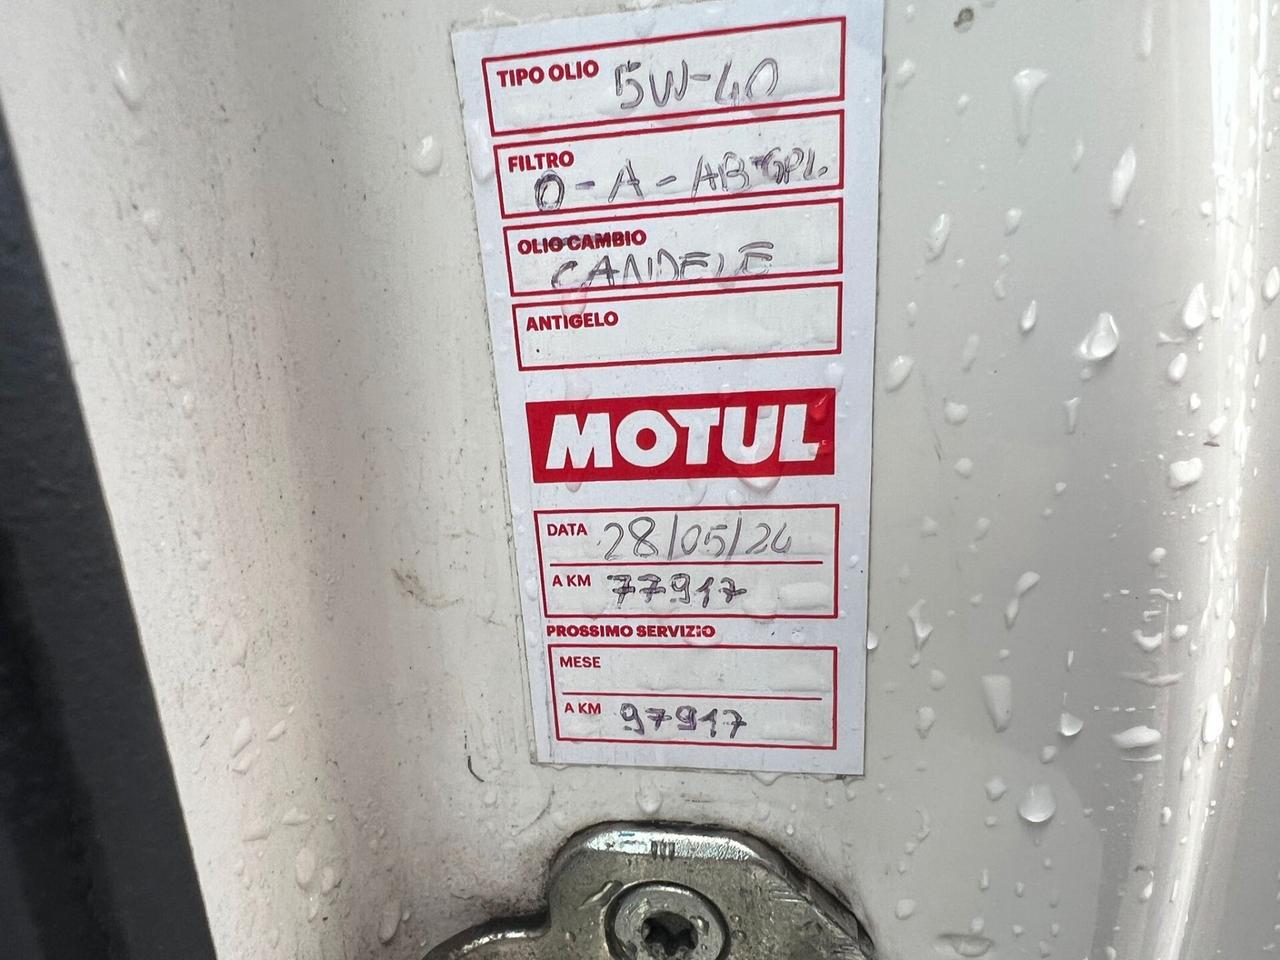 TIPO OLIO 5W-40
FILTRO
O - A - AB-GPL.
OLIO CAMBIO
CANDELE
ANTIGELO
MOTUL
DATA 28/05/24
A KM 77917
PROSSIMO SERVIZIO
MESE
A KM 97917